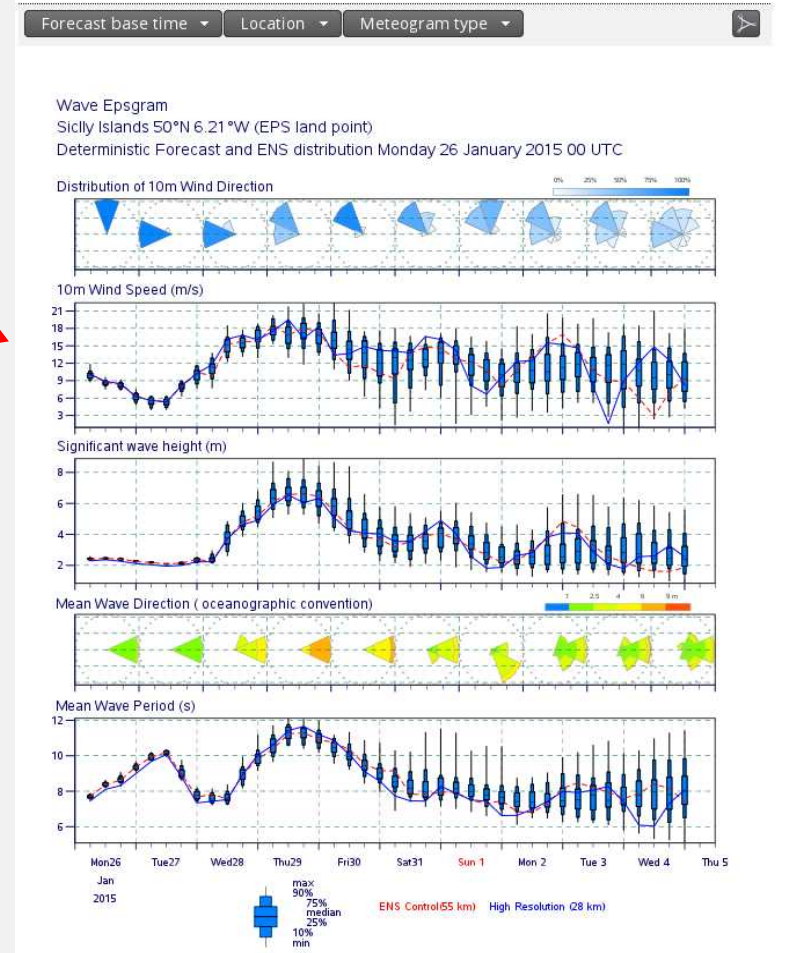 Forecast base time Location Meteogram type
Wave Epsgram
Siclly Islands 50°N 6.21°W (EPS land point)
Deterministic Forecast and ENS distribution Monday 26 January 2015 00 UTC
Distribution of 10m Wind Direction
0% 25% 50% 75% 100%
10m Wind Speed (m/s)
21
18
15
12
9
6
3
Significant wave height (m)
8
6
4
2
Mean Wave Direction ( oceanographic convention)
1 2.5 4 6 9 m
Mean Wave Period (s)
12
10
8
6
Mon26 Tue27 Wed28 Thu29 Fri30 Sat31 Sun 1 Mon 2 Tue 3 Wed 4 Thu 5
Jan
2015
max
90%
75%
median
25%
10%
min
ENS Control(55 km) High Resolution (28 km)